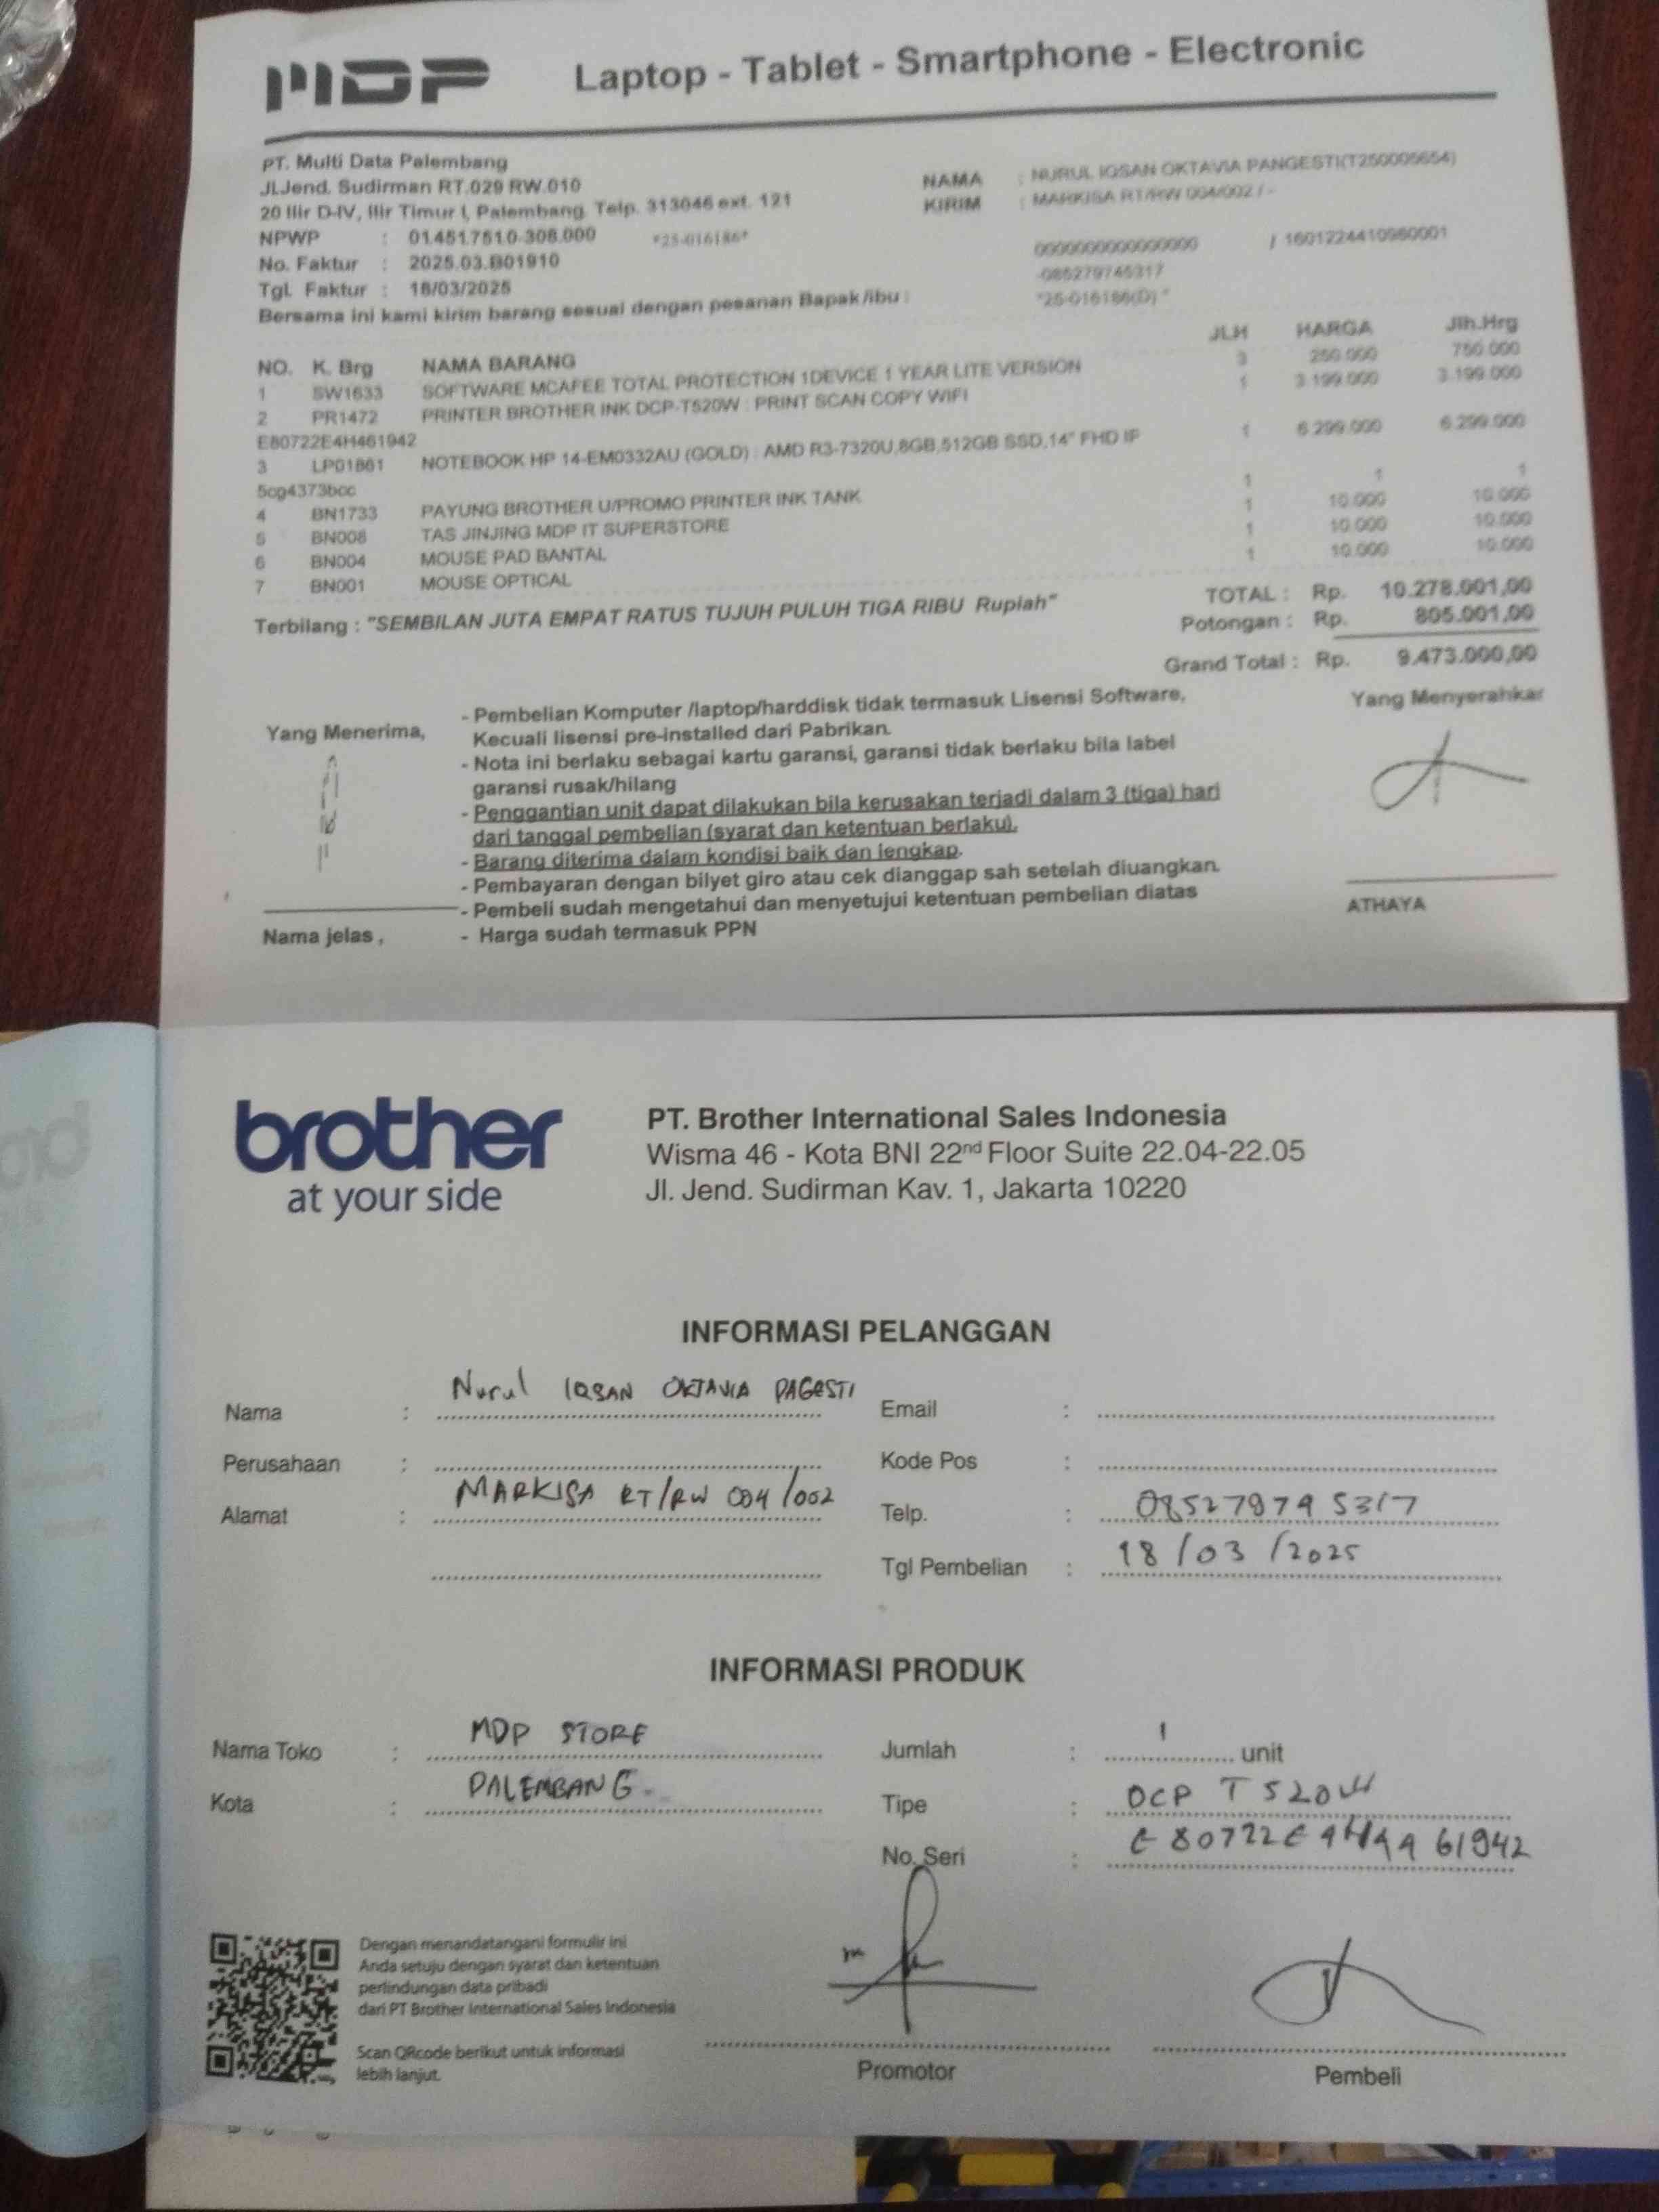 MDP Laptop - Tablet - Smartphone - Electronic
PT. Multi Data Palembang
Jl.Jend. Sudirman RT.029 RW.010
20 Ilir D-IV, Ilir Timur I, Palembang. Telp. 313046 ext. 121
NPWP : 01.4517510-308.000 *25-016186*
No. Faktur : 2025.03.B01910
Tgl. Faktur : 18/03/2025
Bersama ini kami kirim barang sesuai dengan pesanan Bapak/ibu :
NAMA : NURUL IQSAN OKTAVIA PANGESTI(T250005654)
KIRIM : MARKISA RT/RW 004/002 / -
0000000000000000 / 1601224410980001
-085279745317
*25-016186(D) *
NO. K. Brg NAMA BARANG JLH HARGA Jlh.Hrg
1 SW1633 SOFTWARE MCAFEE TOTAL PROTECTION 1DEVICE 1 YEAR LITE VERSION 3 250.000 750.000
2 PR1472 PRINTER BROTHER INK DCP-T520W : PRINT SCAN COPY WIFI 1 3.199.000 3.199.000
E80722E4H461942
3 LP01861 NOTEBOOK HP 14-EM0332AU (GOLD) : AMD R3-7320U,8GB,512GB SSD,14" FHD IP 1 6.299.000 6.299.000
5cg4373bcc
4 BN1733 PAYUNG BROTHER U/PROMO PRINTER INK TANK 1 1 1
5 BN008 TAS JINJING MDP IT SUPERSTORE 1 10.000 10.000
6 BN004 MOUSE PAD BANTAL 1 10.000 10.000
7 BN001 MOUSE OPTICAL 1 10.000 10.000
Terbilang : "SEMBILAN JUTA EMPAT RATUS TUJUH PULUH TIGA RIBU Rupiah"
TOTAL : Rp. 10.278.001,00
Potongan : Rp. 805.001,00
Grand Total : Rp. 9.473.000,00
Yang Menerima,
- Pembelian Komputer /laptop/harddisk tidak termasuk Lisensi Software,
Kecuali lisensi pre-installed dari Pabrikan.
- Nota ini berlaku sebagai kartu garansi, garansi tidak berlaku bila label
garansi rusak/hilang
- Penggantian unit dapat dilakukan bila kerusakan terjadi dalam 3 (tiga) hari
dari tanggal pembelian (syarat dan ketentuan berlaku).
- Barang diterima dalam kondisi baik dan lengkap.
- Pembayaran dengan bilyet giro atau cek dianggap sah setelah diuangkan.
- Pembeli sudah mengetahui dan menyetujui ketentuan pembelian diatas
- Harga sudah termasuk PPN
Nama jelas ,
Yang Menyerahkan
ATHAYA
brother
at your side
PT. Brother International Sales Indonesia
Wisma 46 - Kota BNI 22nd Floor Suite 22.04-22.05
Jl. Jend. Sudirman Kav. 1, Jakarta 10220
INFORMASI PELANGGAN
Nama : Nurul IQSAN OKTAVIA PAGESTI
Email :
Perusahaan :
Kode Pos :
Alamat : MARKISA RT/RW 004/002
Telp. : 085279745317
Tgl Pembelian : 18/03/2025
INFORMASI PRODUK
Nama Toko : MDP STORE
Jumlah : 1 unit
Kota : PALEMBANG
Tipe : DCP T520W
No. Seri :
Dengan menandatangani formulir ini
Anda setuju dengan syarat dan ketentuan
perlindungan data pribadi
dari PT Brother International Sales Indonesia
Scan QRcode berikut untuk informasi
lebih lanjut.
Promotor
Pembeli